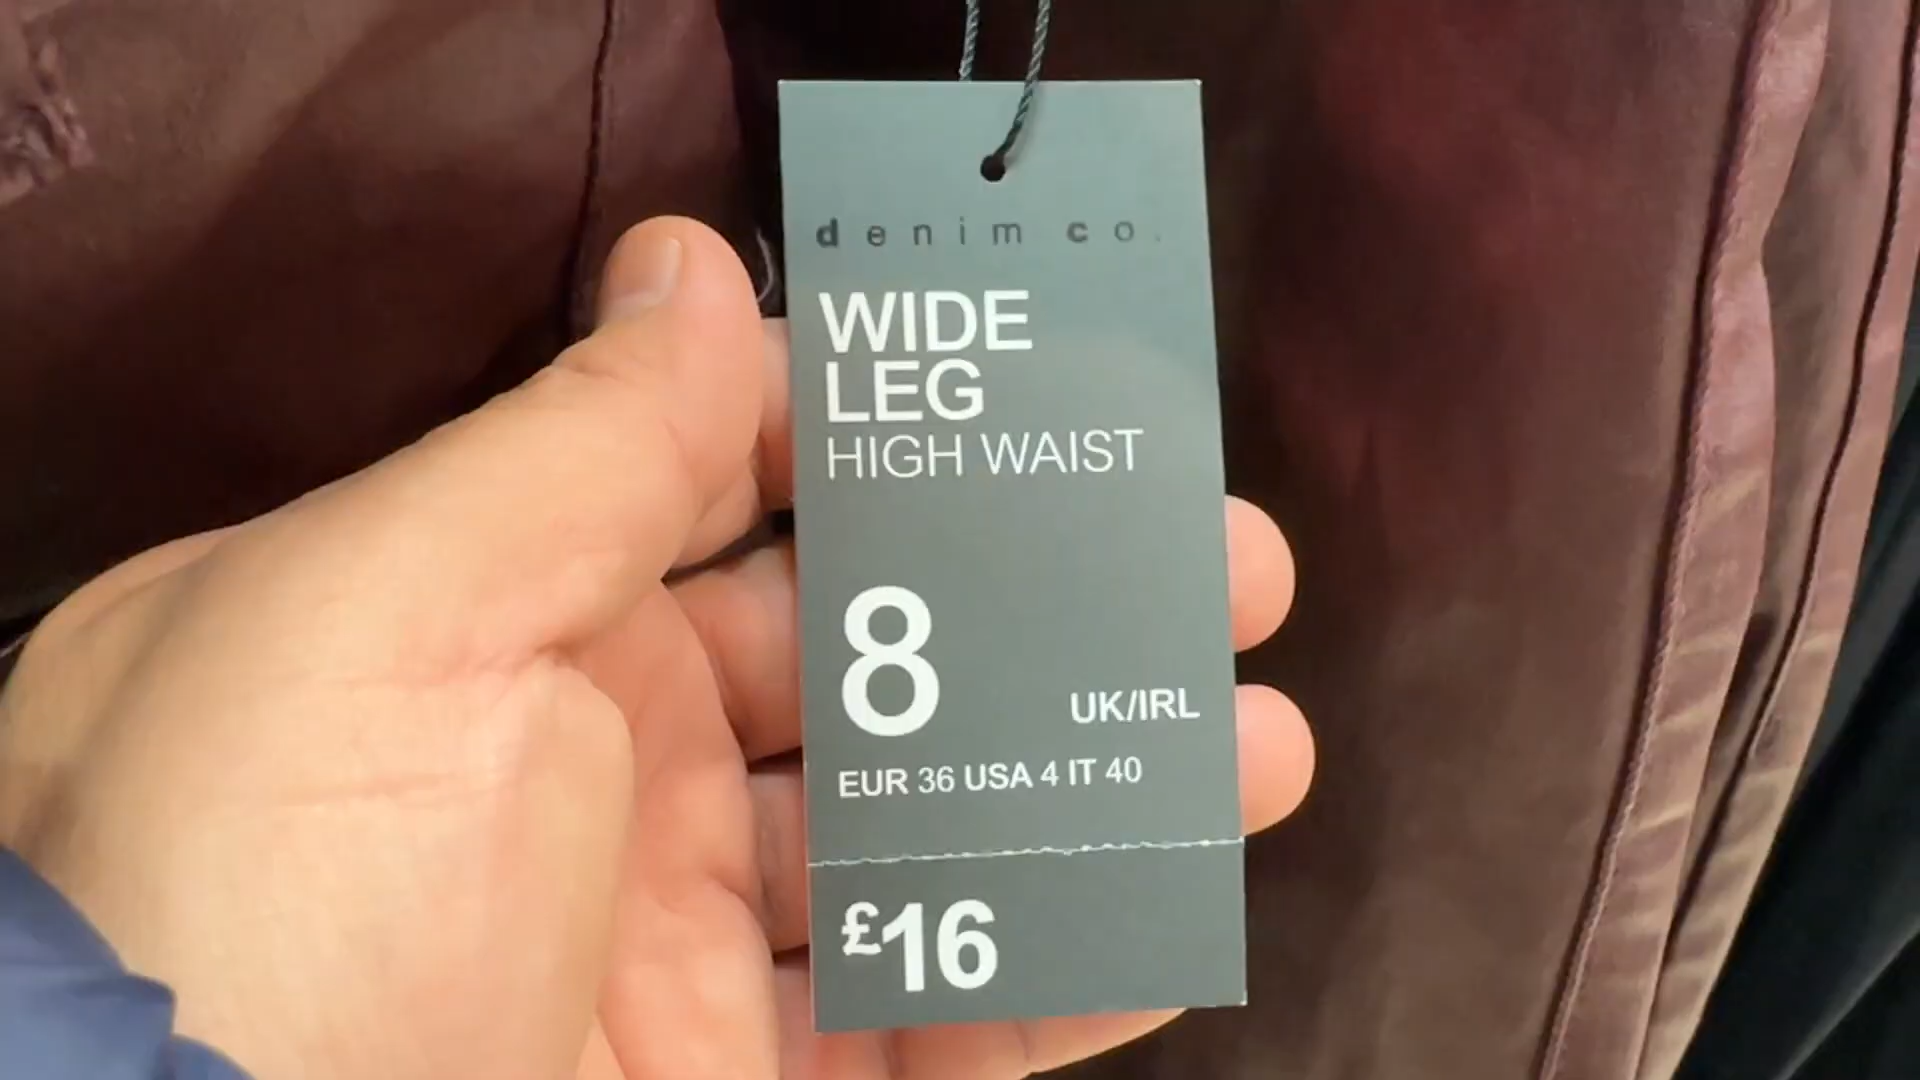 denim co.
WIDE
LEG
HIGH WAIST
8 UK/IRL
EUR 36 USA 4 IT 40
£16